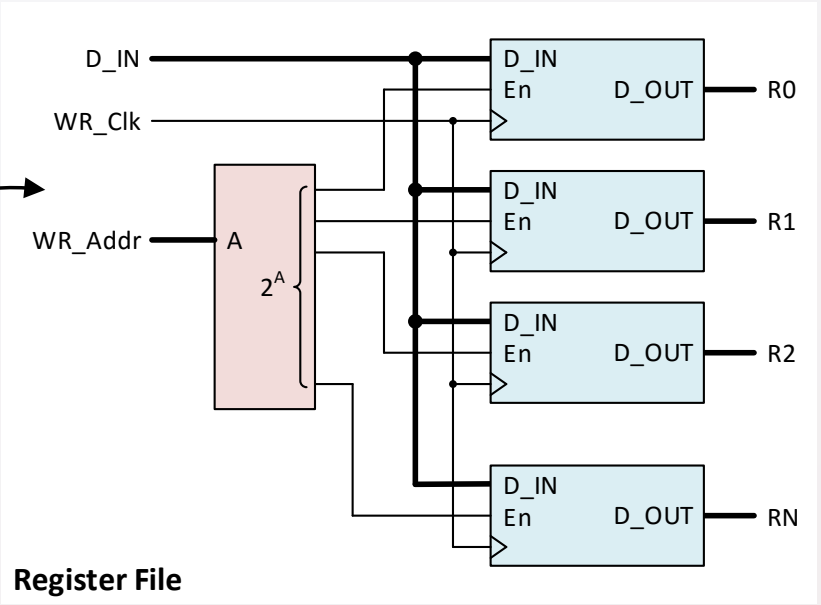 D_IN
WR_Clk
WR_Addr
A
2^A
D_IN
En
D_OUT
R0
D_IN
En
D_OUT
R1
D_IN
En
D_OUT
R2
D_IN
En
D_OUT
RN
Register File